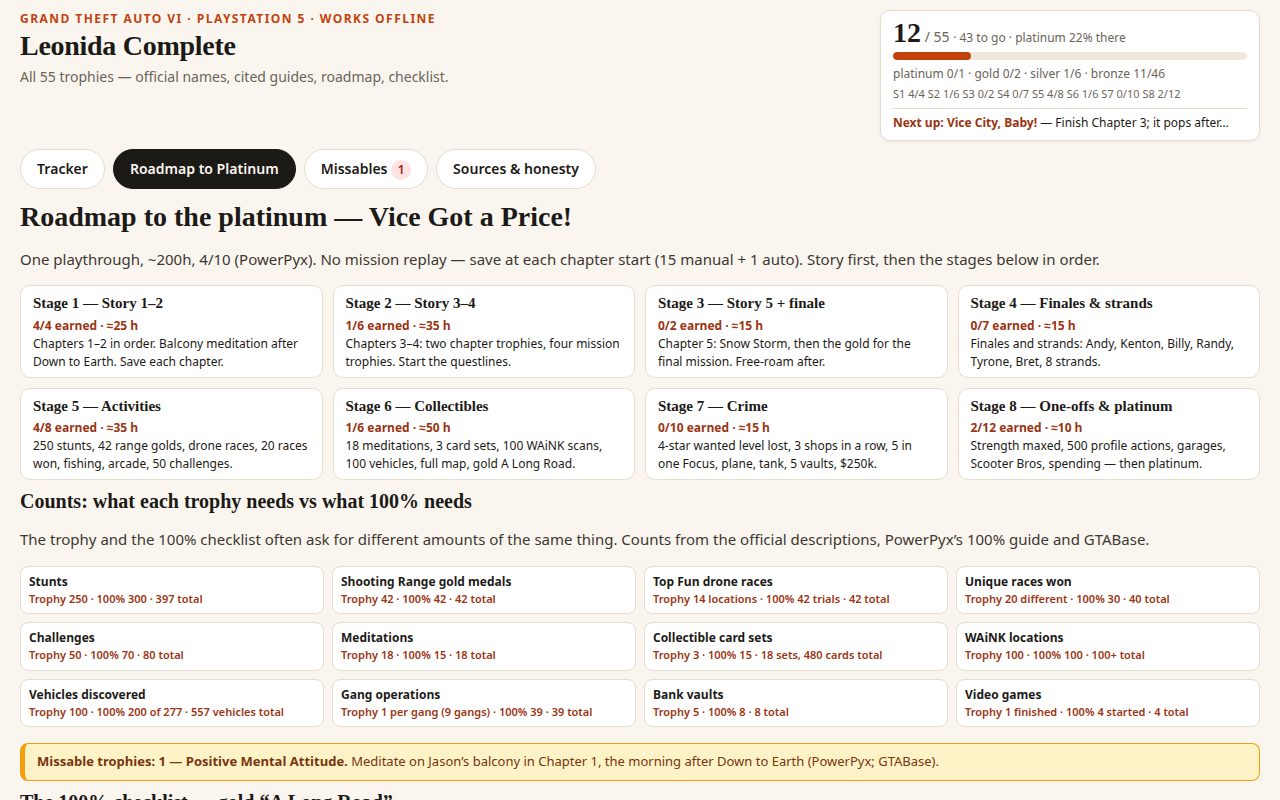 GRAND THEFT AUTO VI · PLAYSTATION 5 · WORKS OFFLINE
Leonida Complete
All 55 trophies — official names, cited guides, roadmap, checklist.
12 / 55 · 43 to go · platinum 22% there
platinum 0/1 · gold 0/2 · silver 1/6 · bronze 11/46
S1 4/4 S2 1/6 S3 0/2 S4 0/7 S5 4/8 S6 1/6 S7 0/10 S8 2/12
Next up: Vice City, Baby! — Finish Chapter 3; it pops after...
Tracker
Roadmap to Platinum
Missables 1
Sources & honesty
Roadmap to the platinum — Vice Got a Price!
One playthrough, ~200h, 4/10 (PowerPyx). No mission replay — save at each chapter start (15 manual + 1 auto). Story first, then the stages below in order.
Stage 1 — Story 1–2
4/4 earned · ≈25 h
Chapters 1–2 in order. Balcony meditation after
Down to Earth. Save each chapter.
Stage 2 — Story 3–4
1/6 earned · ≈35 h
Chapters 3–4: two chapter trophies, four mission
trophies. Start the questlines.
Stage 3 — Story 5 + finale
0/2 earned · ≈15 h
Chapter 5: Snow Storm, then the gold for the
final mission. Free-roam after.
Stage 4 — Finales & strands
0/7 earned · ≈15 h
Finales and strands: Andy, Kenton, Billy, Randy,
Tyrone, Bret, 8 strands.
Stage 5 — Activities
4/8 earned · ≈35 h
250 stunts, 42 range golds, drone races, 20 races
won, fishing, arcade, 50 challenges.
Stage 6 — Collectibles
1/6 earned · ≈50 h
18 meditations, 3 card sets, 100 WAiNK scans,
100 vehicles, full map, gold A Long Road.
Stage 7 — Crime
0/10 earned · ≈15 h
4-star wanted level lost, 3 shops in a row, 5 in
one Focus, plane, tank, 5 vaults, $250k.
Stage 8 — One-offs & platinum
2/12 earned · ≈10 h
Strength maxed, 500 profile actions, garages,
Scooter Bros, spending — then platinum.
Counts: what each trophy needs vs what 100% needs
The trophy and the 100% checklist often ask for different amounts of the same thing. Counts from the official descriptions, PowerPyx’s 100% guide and GTABase.
Stunts
Trophy 250 · 100% 300 · 397 total
Shooting Range gold medals
Trophy 42 · 100% 42 · 42 total
Top Fun drone races
Trophy 14 locations · 100% 42 trials · 42 total
Unique races won
Trophy 20 different · 100% 30 · 40 total
Challenges
Trophy 50 · 100% 70 · 80 total
Meditations
Trophy 18 · 100% 15 · 18 total
Collectible card sets
Trophy 3 · 100% 15 · 18 sets, 480 cards total
WAiNK locations
Trophy 100 · 100% 100 · 100+ total
Vehicles discovered
Trophy 100 · 100% 200 of 277 · 557 vehicles total
Gang operations
Trophy 1 per gang (9 gangs) · 100% 39 · 39 total
Bank vaults
Trophy 5 · 100% 8 · 8 total
Video games
Trophy 1 finished · 100% 4 started · 4 total
Missable trophies: 1 — Positive Mental Attitude. Meditate on Jason’s balcony in Chapter 1, the morning after Down to Earth (PowerPyx; GTABase).
The 100% checklist — gold “A Long Road”